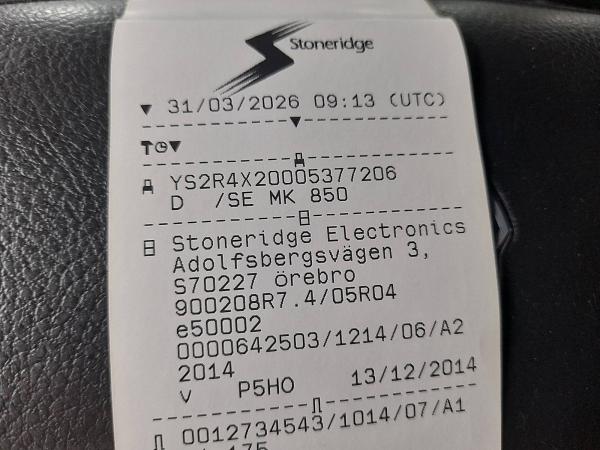 Stoneridge
▼ 31/03/2026 09:13 (UTC)
YS2R4X20005377206
D /SE MK 850
Stoneridge Electronics
Adolfsbergsvägen 3,
S70227 örebro
900208R7.4/05R04
e50002
0000642503/1214/06/A2
2014
v P5HO 13/12/2014
0012734543/1014/07/A1